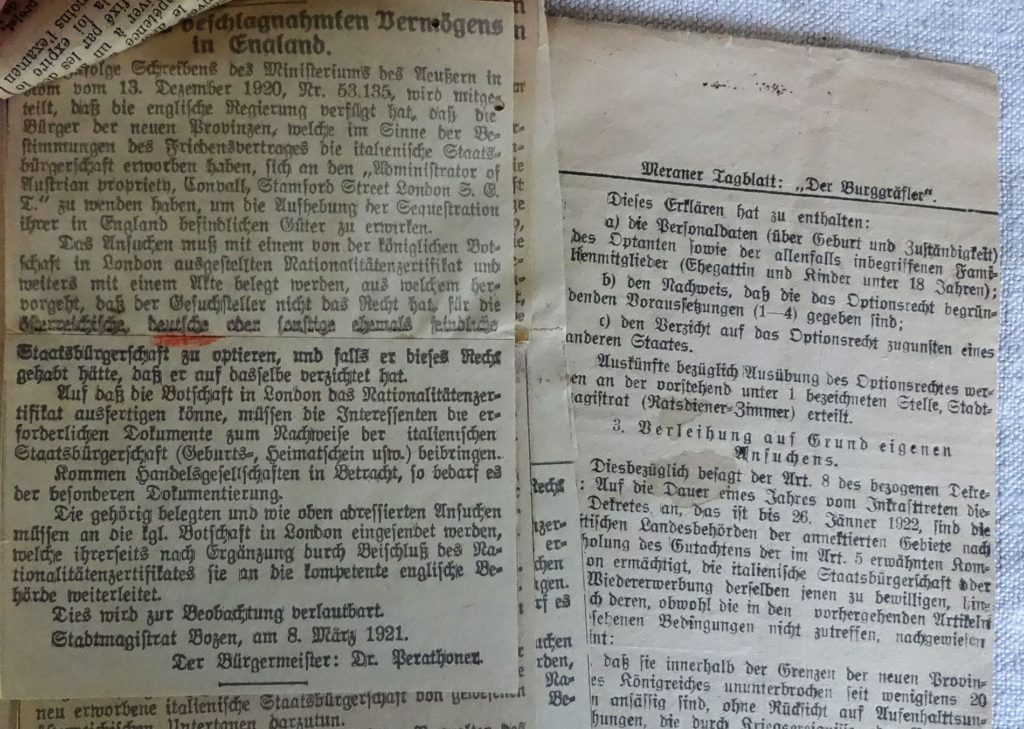 beschlagnahmten Vermögens
in England.
Schreibens des Ministeriums des Aeußern in
vom 13. Dezember 1920, Nr. 53.135, wird mitge-
teilt, daß die englische Regierung verfügt hat, daß die
Bürger der neuen Provinzen, welche im Sinne der Be-
stimmungen des Friedensvertrages die italienische Staats-
bürgerschaft erworben haben, sich an den „Administrator of
Austrian propriety, Convall, Stamford Street London S. E.
T.“ zu wenden haben, um die Aufhebung der Sequestration
ihrer in England befindlichen Güter zu erwirken.
Das Ansuchen muß mit einem von der königlichen Bot-
schaft in London ausgestellten Nationalitätenzertifikat und
weiters mit einem Akte belegt werden, aus welchem her-
vorgeht, daß der Gesuchsteller nicht das Recht hat, für die
österreichische, deutsche oder sonstige ehemals feindliche
Staatsbürgerschaft zu optieren, und falls er dieses Recht
gehabt hätte, daß er auf dasselbe verzichtet hat.
Auf daß die Botschaft in London das Nationalitätenzer-
tifikat ausfertigen könne, müssen die Interessenten die er-
forderlichen Dokumente zum Nachweise der italienischen
Staatsbürgerschaft (Geburts-, Heimatschein usw.) beibringen.
Kommen Handelsgesellschaften in Betracht, so bedarf es
der besonderen Dokumentierung.
Die gehörig belegten und wie oben adressierten Ansuchen
müssen an die kgl. Botschaft in London eingesendet werden,
welche ihrerseits nach Ergänzung durch Beischluß des Na-
tionalitätenzertifikates sie an die kompetente englische Be-
hörde weiterleitet.
Dies wird zur Beobachtung verlautbart.
Stadtmagistrat Bozen, am 8. März 1921.
Der Bürgermeister: Dr. Perathoner.
neu erworbene italienische Staatsbürgerschaft von
Untertanen darzutun.
Meraner Tagblatt: „Der Burggräfler“.
Dieses Erklären hat zu enthalten:
a) die Personaldaten (über Geburt und Zuständigkeit)
des Optanten sowie der allenfalls inbegriffenen Fami-
lienmitglieder (Ehegattin und Kinder unter 18 Jahren);
b) den Nachweis, daß die das Optionsrecht begrün-
denden Voraussetzungen (1—4) gegeben sind;
c) den Verzicht auf das Optionsrecht zugunsten eines
anderen Staates.
Auskünfte bezüglich Ausübung des Optionsrechtes wer-
en an der vorstehend unter 1 bezeichneten Stelle, Stadt-
agistrat (Ratsdiener-Zimmer) erteilt.
3. Verleihung auf Grund eigenen
Ansuchens.
Diesbezüglich besagt der Art. 8 des bezogenen Dekre-
: Auf die Dauer eines Jahres vom Inkrafttreten die-
Dekretes an, das ist bis 26. Jänner 1922, sind die
itischen Landesbehörden der annektierten Gebiete nach
holung des Gutachtens der im Art. 5 erwähnten Kom-
on ermächtigt, die italienische Staatsbürgerschaft oder
Wiedererwerbung derselben jenen zu bewilligen, hin-
ch deren, obwohl die in den vorhergehenden Artikeln
sehenen Bedingungen nicht zutreffen, nachgewiesen
int:
daß sie innerhalb der Grenzen der neuen Provin-
es Königreiches ununterbrochen seit wenigstens 20
n ansässig sind, ohne Rücksicht auf Aufenhaltsun-
hungen, die durch